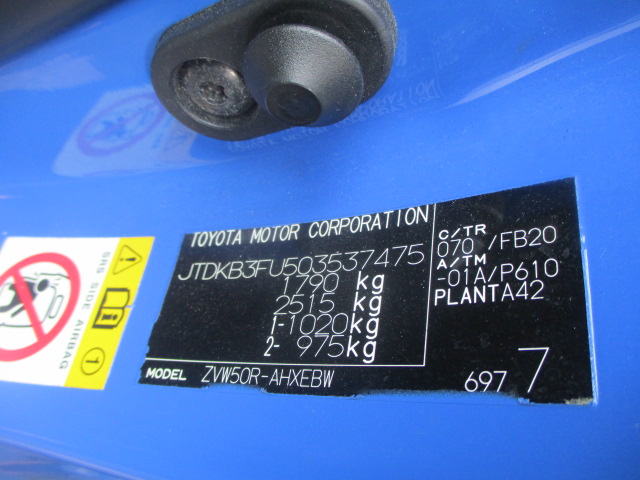 TOYOTA MOTOR CORPORATION
JTDKB3FU503537475
1790 kg
2515 kg
1- 1020kg
2- 975kg
C/TR
070 /FB20
A/TM
-01A/P610
PLANTA42
MODEL ZVW50R-AHXEBW
697 7
SRS SIDE AIRBAG